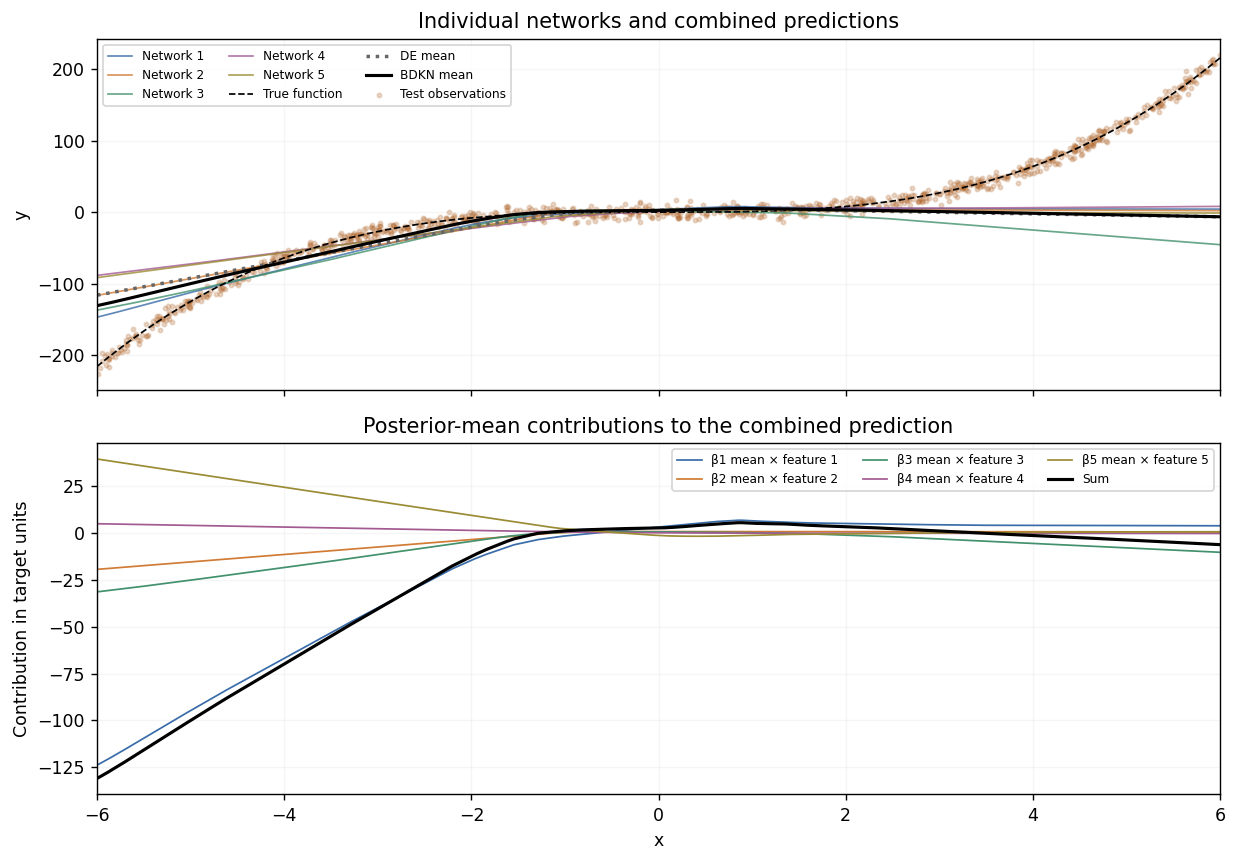 Individual networks and combined predictions
Network 1 Network 4 DE mean
Network 2 Network 5 BDKN mean
Network 3 True function Test observations
200
100
0
−100
−200
y
Posterior-mean contributions to the combined prediction
β1 mean × feature 1 β3 mean × feature 3 β5 mean × feature 5
β2 mean × feature 2 β4 mean × feature 4 Sum
25
0
−25
−50
−75
−100
−125
Contribution in target units
−6 −4 −2 0 2 4 6
x